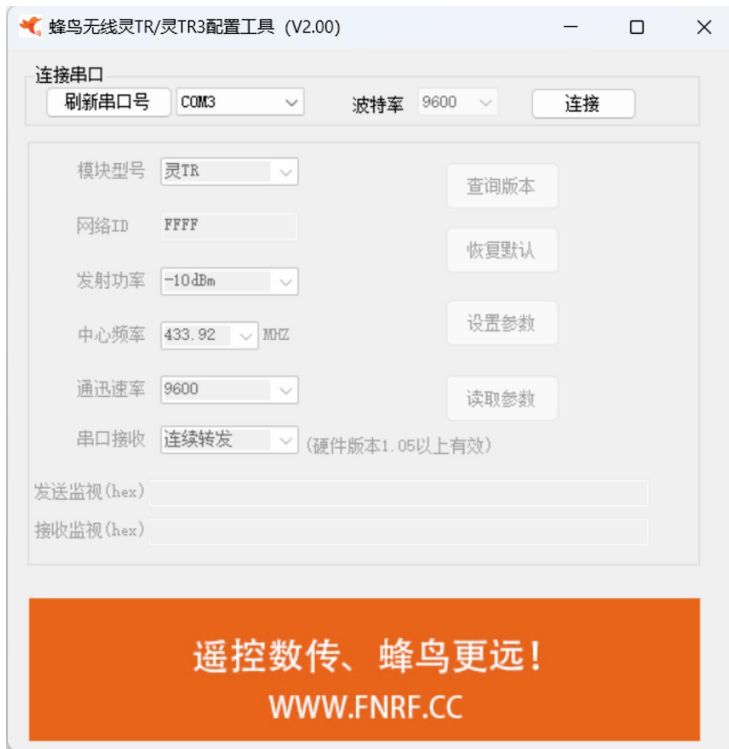 蜂鸟无线灵TR/灵TR3配置工具 (V2.00)
连接串口
刷新串口号 COM3 波特率 9600 连接
模块型号 灵TR 查询版本
网络ID FFFF
恢复默认
发射功率 -10dBm
中心频率 433.92 MHZ 设置参数
通迅速率 9600 读取参数
串口接收 连续转发 (硬件版本1.05以上有效)
发送监视(hex)
接收监视(hex)
遥控数传、蜂鸟更远!
WWW.FNRF.CC